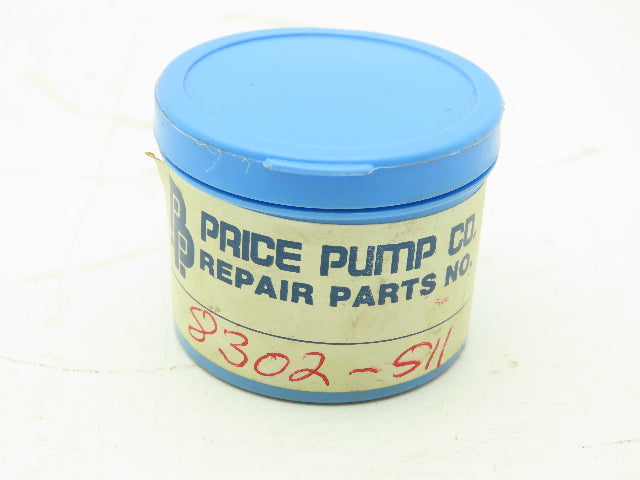 PP.
PRICE PUMP CO.
REPAIR PARTS NO.
8302-S11